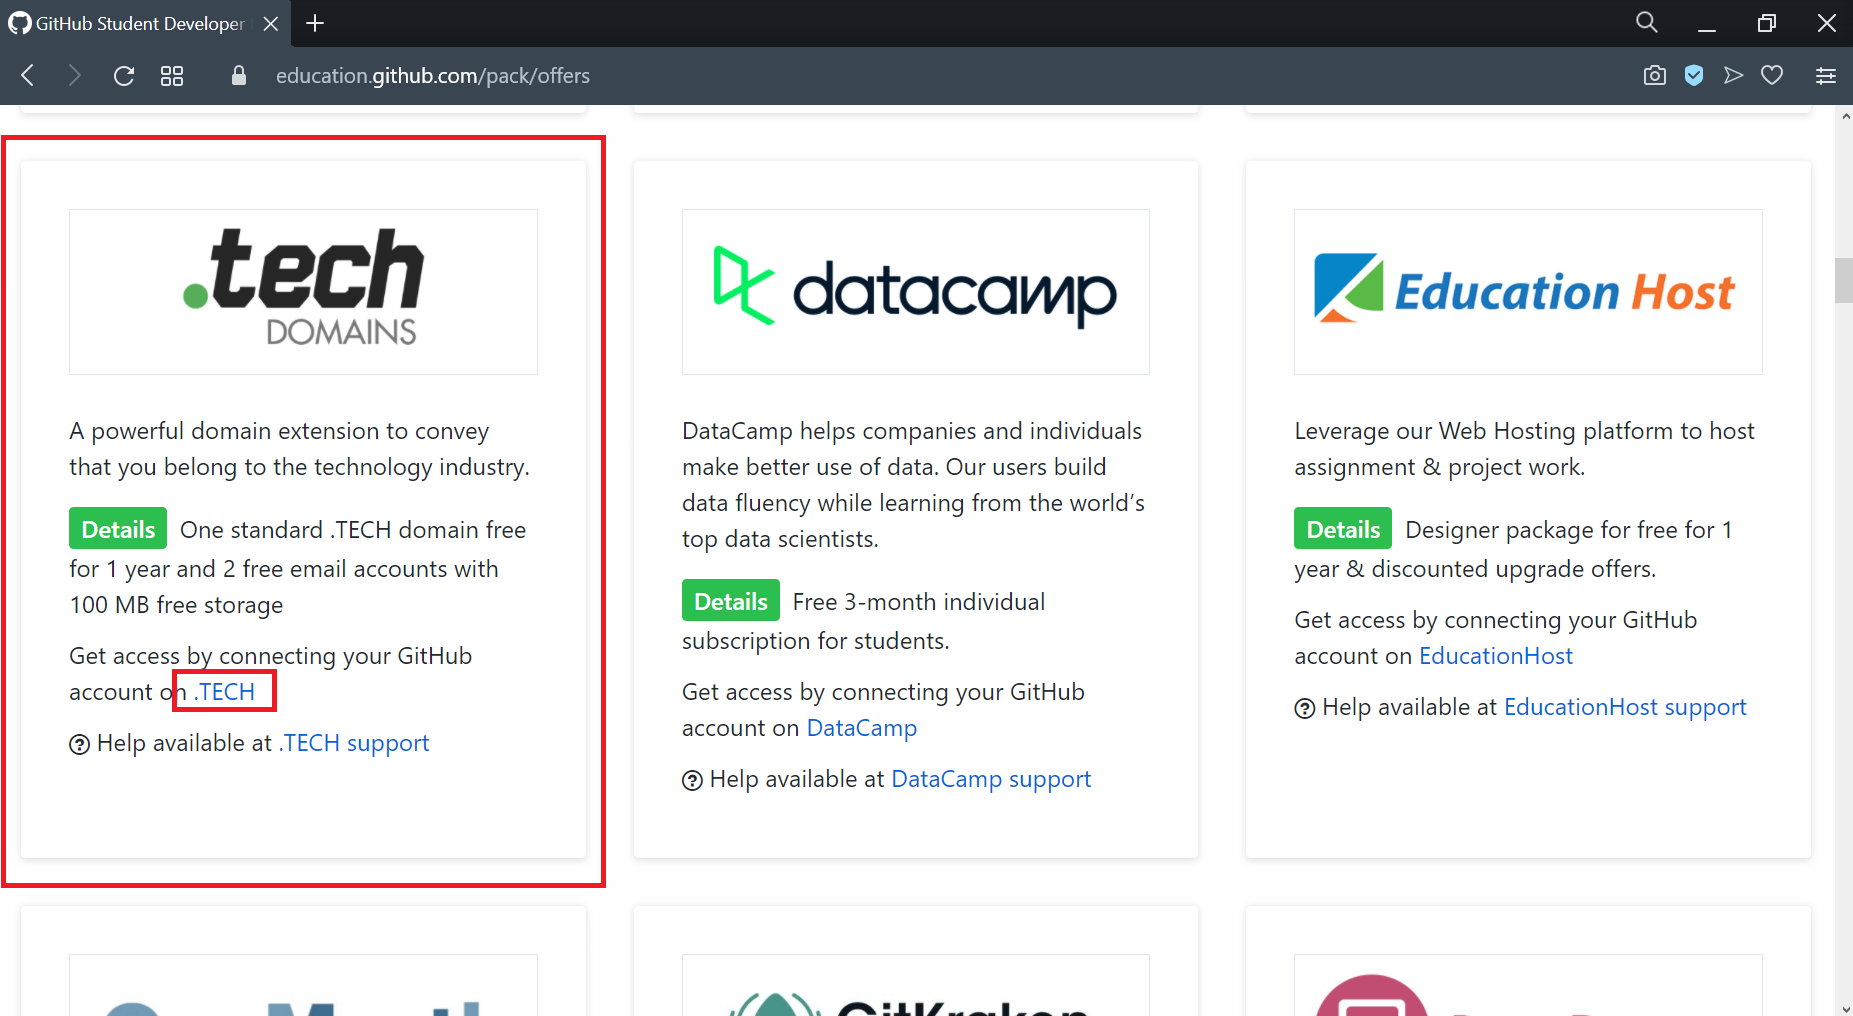 GitHub Student Developer
education.github.com/pack/offers
.tech
DOMAINS
A powerful domain extension to convey
that you belong to the technology industry.
Details One standard .TECH domain free
for 1 year and 2 free email accounts with
100 MB free storage
Get access by connecting your GitHub
account on .TECH
Help available at .TECH support
datacamp
DataCamp helps companies and individuals
make better use of data. Our users build
data fluency while learning from the world’s
top data scientists.
Details Free 3-month individual
subscription for students.
Get access by connecting your GitHub
account on DataCamp
Help available at DataCamp support
Education Host
Leverage our Web Hosting platform to host
assignment & project work.
Details Designer package for free for 1
year & discounted upgrade offers.
Get access by connecting your GitHub
account on EducationHost
Help available at EducationHost support
GitKraken